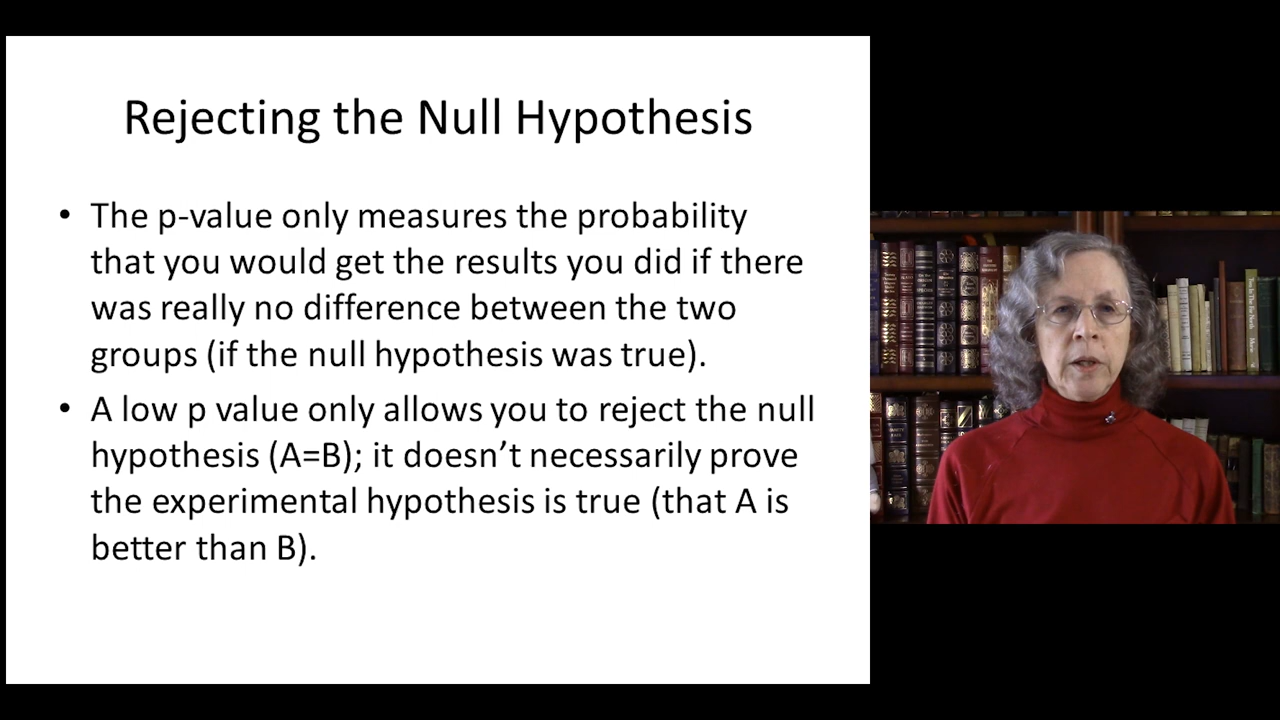 Rejecting the Null Hypothesis
• The p-value only measures the probability
that you would get the results you did if there
was really no difference between the two
groups (if the null hypothesis was true).
• A low p value only allows you to reject the null
hypothesis (A=B); it doesn’t necessarily prove
the experimental hypothesis is true (that A is
better than B).